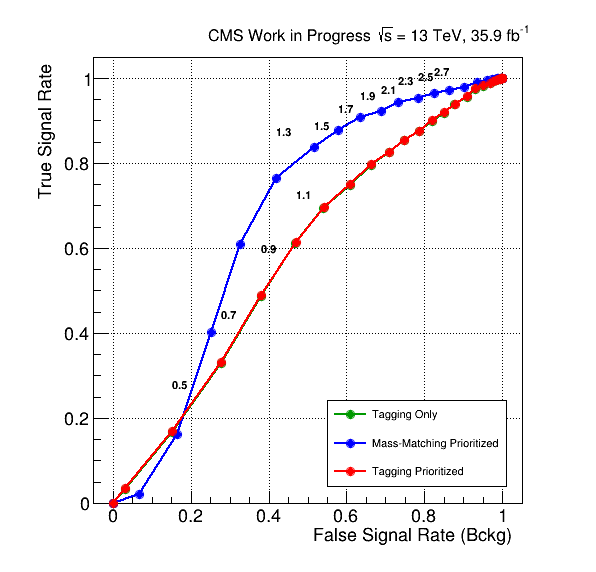 CMS Work in Progress √s = 13 TeV, 35.9 fb⁻¹
True Signal Rate
1
0.8
0.6
0.4
0.2
0
2.7
2.5
2.3
2.1
1.9
1.7
1.5
1.3
1.1
0.9
0.7
0.5
Tagging Only
Mass-Matching Prioritized
Tagging Prioritized
0 0.2 0.4 0.6 0.8 1
False Signal Rate (Bckg)